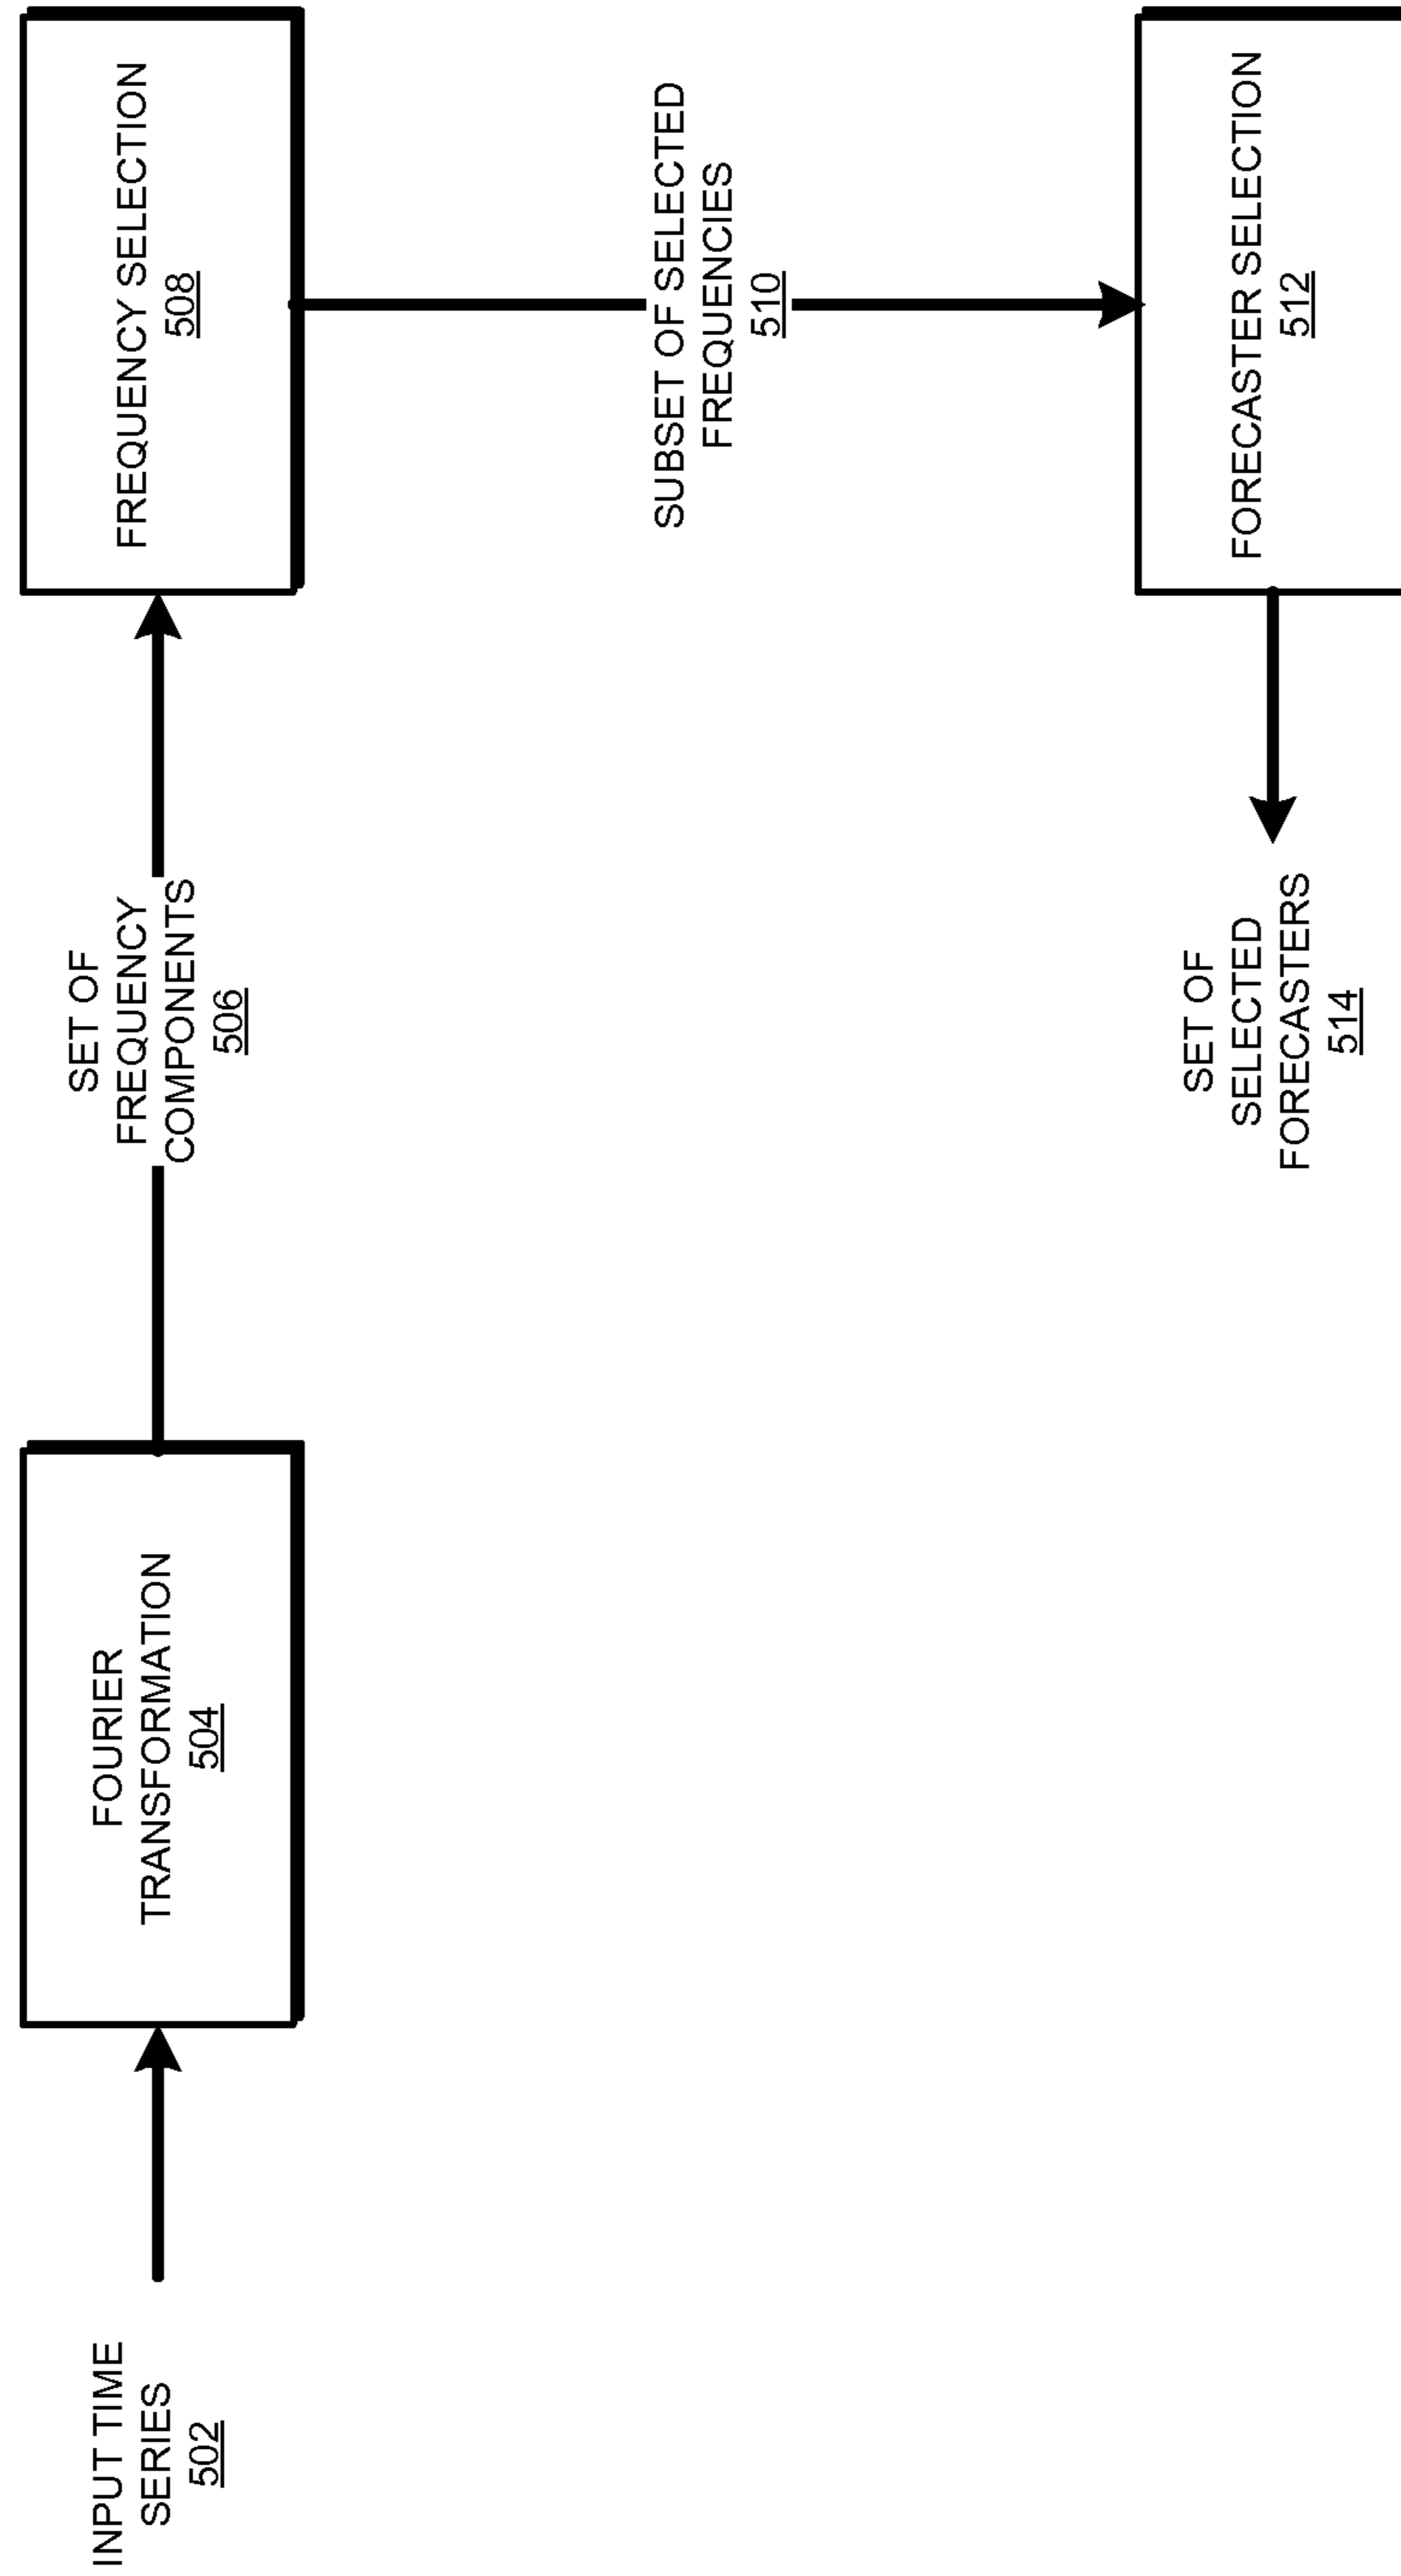 INPUT TIME
SERIES
502
FOURIER
TRANSFORMATION
504
SET OF
FREQUENCY
COMPONENTS
506
FREQUENCY SELECTION
508
SUBSET OF SELECTED
FREQUENCIES
510
FORECASTER SELECTION
512
SET OF
SELECTED
FORECASTERS
514